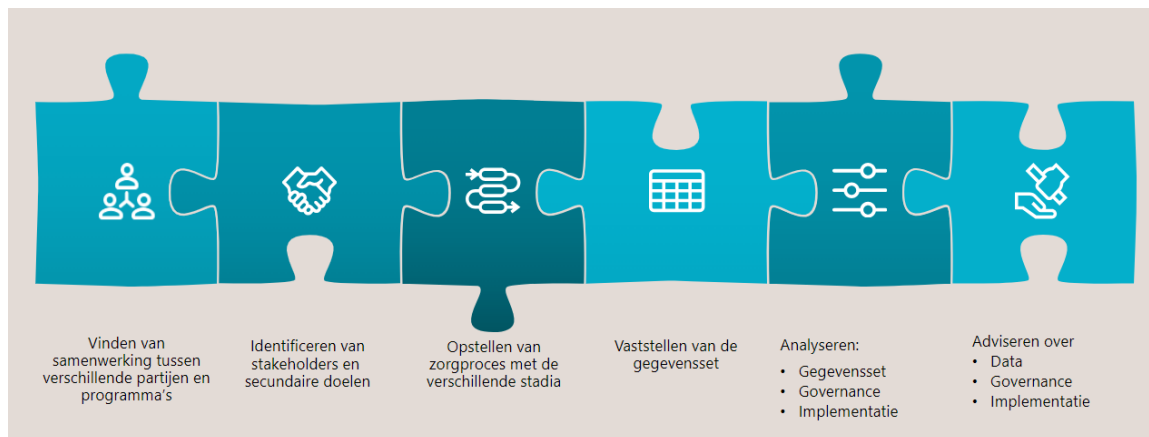 Vinden van
samenwerking tussen
verschillende partijen en
programma's
Identificeren van
stakeholders en
secundaire doelen
Opstellen van
zorgproces met de
verschillende stadia
Vaststellen van de
gegevensset
Analyseren:
• Gegevensset
• Governance
• Implementatie
Adviseren over
• Data
• Governance
• Implementatie